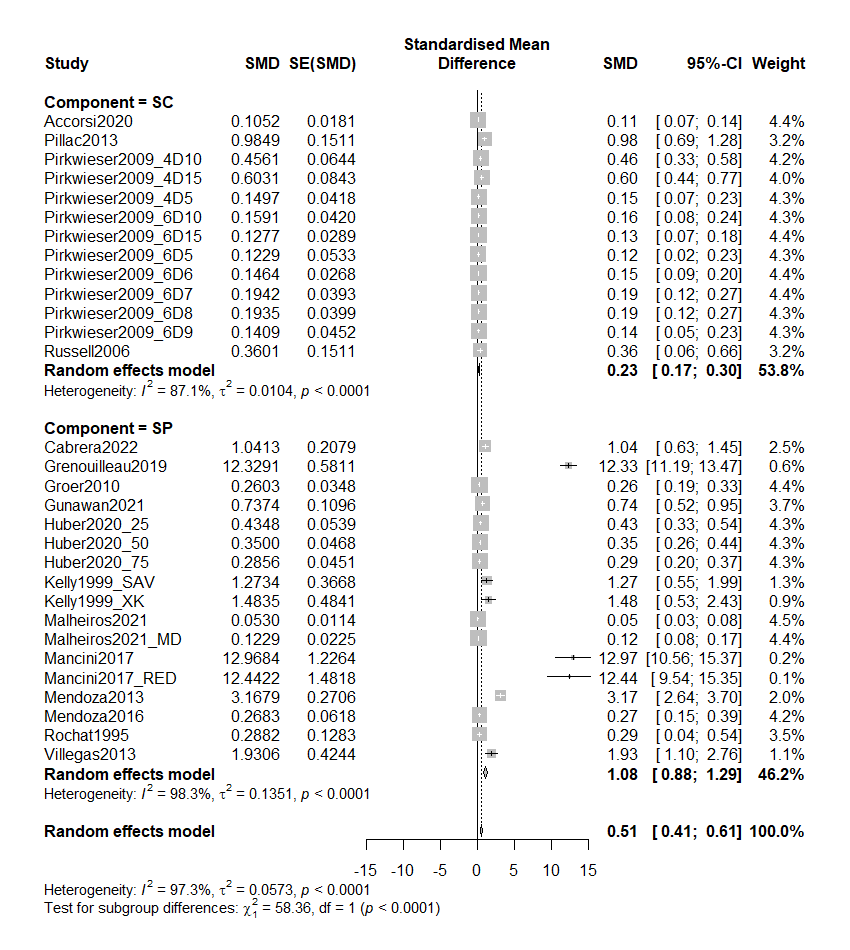 Standardised Mean
Study SMD SE(SMD) Difference SMD 95%-CI Weight
Component = SC
Accorsi2020 0.1052 0.0181 0.11 [ 0.07; 0.14] 4.4%
Pillac2013 0.9849 0.1511 0.98 [ 0.69; 1.28] 3.2%
Pirkwieser2009_4D10 0.4561 0.0644 0.46 [ 0.33; 0.58] 4.2%
Pirkwieser2009_4D15 0.6031 0.0843 0.60 [ 0.44; 0.77] 4.0%
Pirkwieser2009_4D5 0.1497 0.0418 0.15 [ 0.07; 0.23] 4.3%
Pirkwieser2009_6D10 0.1591 0.0420 0.16 [ 0.08; 0.24] 4.3%
Pirkwieser2009_6D15 0.1277 0.0289 0.13 [ 0.07; 0.18] 4.4%
Pirkwieser2009_6D5 0.1229 0.0533 0.12 [ 0.02; 0.23] 4.3%
Pirkwieser2009_6D6 0.1464 0.0268 0.15 [ 0.09; 0.20] 4.4%
Pirkwieser2009_6D7 0.1942 0.0393 0.19 [ 0.12; 0.27] 4.4%
Pirkwieser2009_6D8 0.1935 0.0399 0.19 [ 0.12; 0.27] 4.3%
Pirkwieser2009_6D9 0.1409 0.0452 0.14 [ 0.05; 0.23] 4.3%
Russell2006 0.3601 0.1511 0.36 [ 0.06; 0.66] 3.2%
Random effects model 0.23 [ 0.17; 0.30] 53.8%
Heterogeneity: I² = 87.1%, τ² = 0.0104, p < 0.0001
Component = SP
Cabrera2022 1.0413 0.2079 1.04 [ 0.63; 1.45] 2.5%
Grenouilleau2019 12.3291 0.5811 12.33 [11.19; 13.47] 0.6%
Groer2010 0.2603 0.0348 0.26 [ 0.19; 0.33] 4.4%
Gunawan2021 0.7374 0.1096 0.74 [ 0.52; 0.95] 3.7%
Huber2020_25 0.4348 0.0539 0.43 [ 0.33; 0.54] 4.3%
Huber2020_50 0.3500 0.0468 0.35 [ 0.26; 0.44] 4.3%
Huber2020_75 0.2856 0.0451 0.29 [ 0.20; 0.37] 4.3%
Kelly1999_SAV 1.2734 0.3668 1.27 [ 0.55; 1.99] 1.3%
Kelly1999_XK 1.4835 0.4841 1.48 [ 0.53; 2.43] 0.9%
Malheiros2021 0.0530 0.0114 0.05 [ 0.03; 0.08] 4.5%
Malheiros2021_MD 0.1229 0.0225 0.12 [ 0.08; 0.17] 4.4%
Mancini2017 12.9684 1.2264 12.97 [10.56; 15.37] 0.2%
Mancini2017_RED 12.4422 1.4818 12.44 [ 9.54; 15.35] 0.1%
Mendoza2013 3.1679 0.2706 3.17 [ 2.64; 3.70] 2.0%
Mendoza2016 0.2683 0.0618 0.27 [ 0.15; 0.39] 4.2%
Rochat1995 0.2882 0.1283 0.29 [ 0.04; 0.54] 3.5%
Villegas2013 1.9306 0.4244 1.93 [ 1.10; 2.76] 1.1%
Random effects model 1.08 [ 0.88; 1.29] 46.2%
Heterogeneity: I² = 98.3%, τ² = 0.1351, p < 0.0001
Random effects model 0.51 [ 0.41; 0.61] 100.0%
-15 -10 -5 0 5 10 15
Heterogeneity: I² = 97.3%, τ² = 0.0573, p < 0.0001
Test for subgroup differences: χ²₁ = 58.36, df = 1 (p < 0.0001)